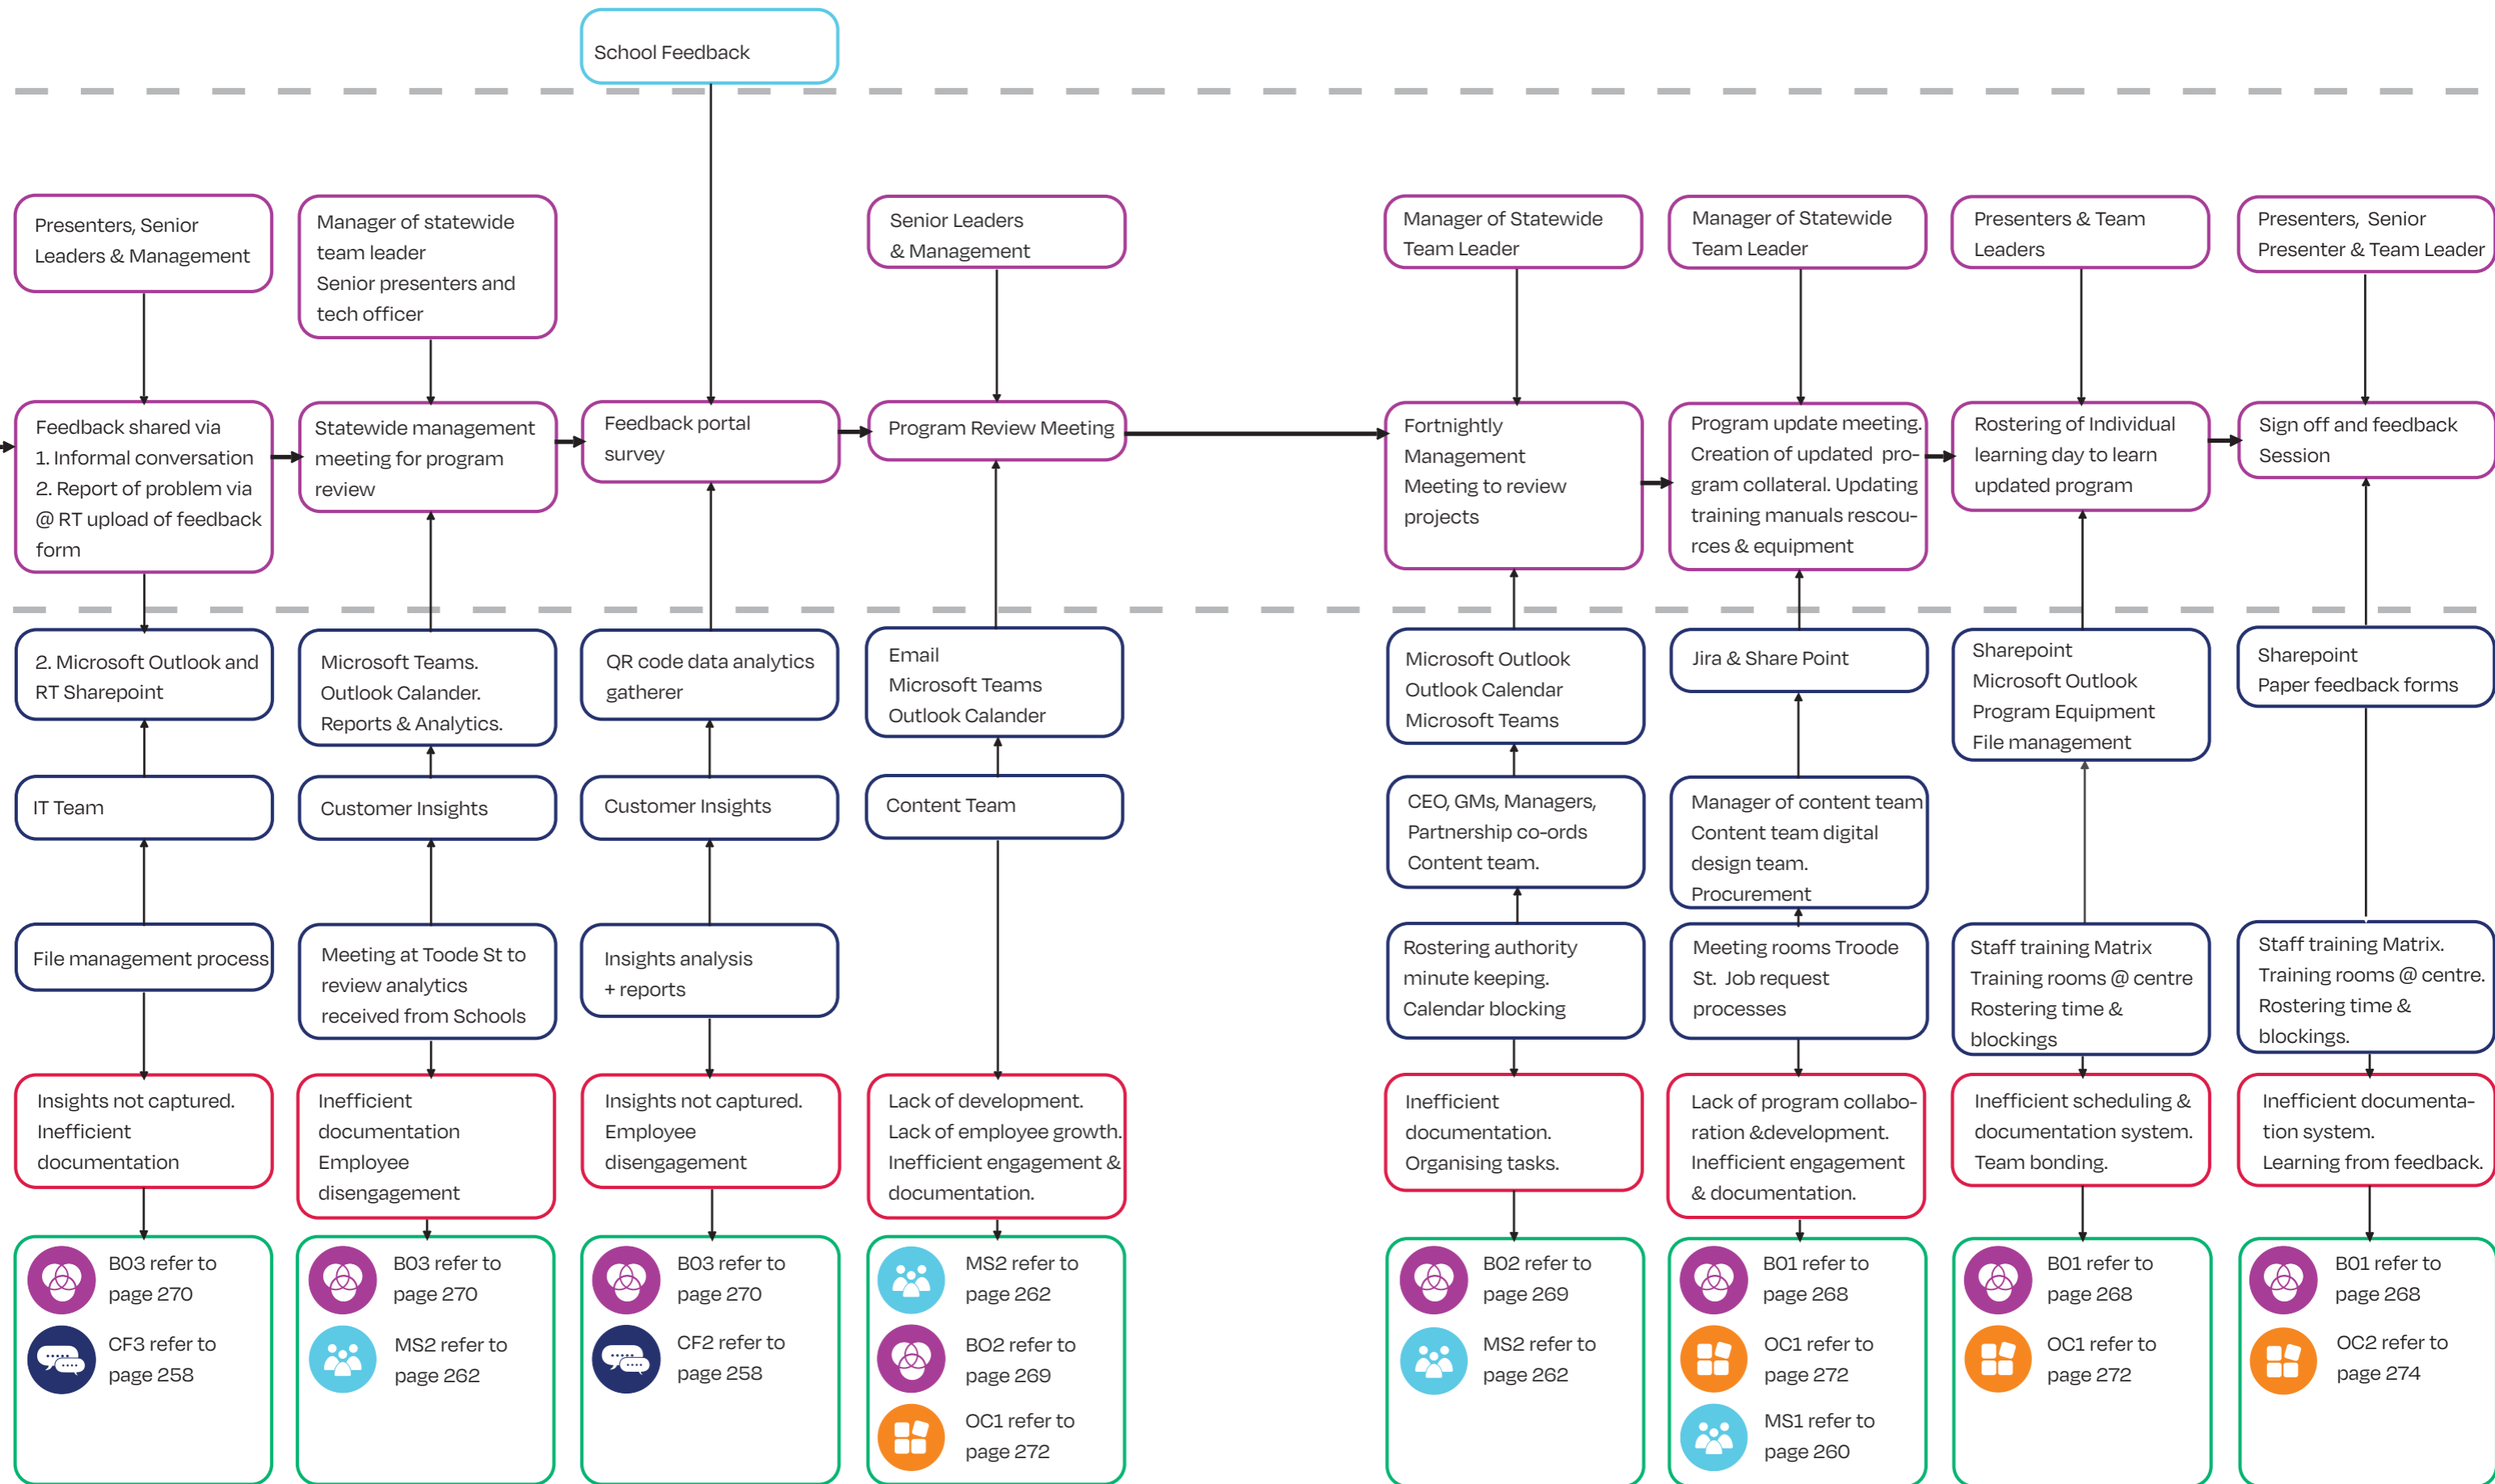 School Feedback
Presenters, Senior
Leaders & Management
Manager of statewide
team leader
Senior presenters and
tech officer
Senior Leaders
& Management
Manager of Statewide
Team Leader
Manager of Statewide
Team Leader
Presenters & Team
Leaders
Presenters, Senior
Presenter & Team Leader
Feedback shared via
1. Informal conversation
2. Report of problem via
@ RT upload of feedback
form
Statewide management
meeting for program
review
Feedback portal
survey
Program Review Meeting
Fortnightly
Management
Meeting to review
projects
Program update meeting.
Creation of updated pro-
gram collateral. Updating
training manuals rescou-
rces & equipment
Rostering of Individual
learning day to learn
updated program
Sign off and feedback
Session
2. Microsoft Outlook and
RT Sharepoint
Microsoft Teams.
Outlook Calander.
Reports & Analytics.
QR code data analytics
gatherer
Email
Microsoft Teams
Outlook Calander
Microsoft Outlook
Outlook Calendar
Microsoft Teams
Jira & Share Point
Sharepoint
Microsoft Outlook
Program Equipment
File management
Sharepoint
Paper feedback forms
IT Team
Customer Insights
Customer Insights
Content Team
CEO, GMs, Managers,
Partnership co-ords
Content team.
Manager of content team
Content team digital
design team.
Procurement
File management process
Meeting at Toode St to
review analytics
received from Schools
Insights analysis
+ reports
Rostering authority
minute keeping.
Calendar blocking
Meeting rooms Troode
St. Job request
processes
Staff training Matrix
Training rooms @ centre
Rostering time &
blockings
Staff training Matrix.
Training rooms @ centre.
Rostering time &
blockings.
Insights not captured.
Inefficient
documentation
Inefficient
documentation
Employee
disengagement
Insights not captured.
Employee
disengagement
Lack of development.
Lack of employee growth.
Inefficient engagement &
documentation.
Inefficient
documentation.
Organising tasks.
Lack of program collabo-
ration &development.
Inefficient engagement
& documentation.
Inefficient scheduling &
documentation system.
Team bonding.
Inefficient documenta-
tion system.
Learning from feedback.
B03 refer to
page 270
CF3 refer to
page 258
B03 refer to
page 270
MS2 refer to
page 262
B03 refer to
page 270
CF2 refer to
page 258
MS2 refer to
page 262
BO2 refer to
page 269
OC1 refer to
page 272
B02 refer to
page 269
MS2 refer to
page 262
B01 refer to
page 268
OC1 refer to
page 272
MS1 refer to
page 260
B01 refer to
page 268
OC1 refer to
page 272
B01 refer to
page 268
OC2 refer to
page 274